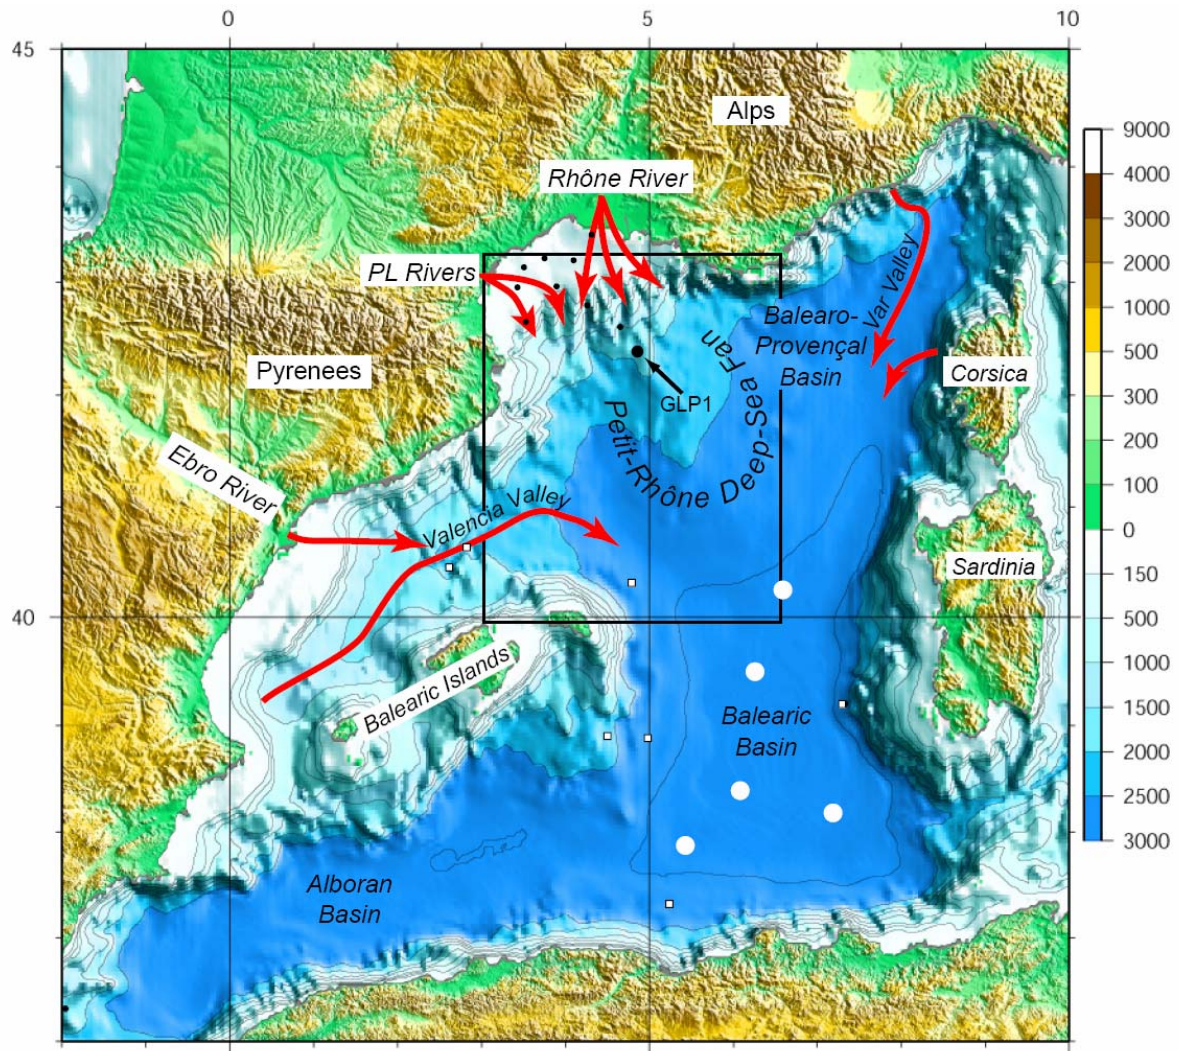 0
5
10
45
Alps
9000
4000
Rhône River
3000
PL Rivers
2000
Var Valley
1000
Balearo-
Provençal
Basin
500
Pyrenees
Corsica
300
GLP1
Petit-Rhône Deep-Sea Fan
200
Ebro River
100
Valencia Valley
0
Sardinia
150
40
500
Balearic Islands
1000
Balearic
Basin
1500
2000
2500
3000
Alboran
Basin